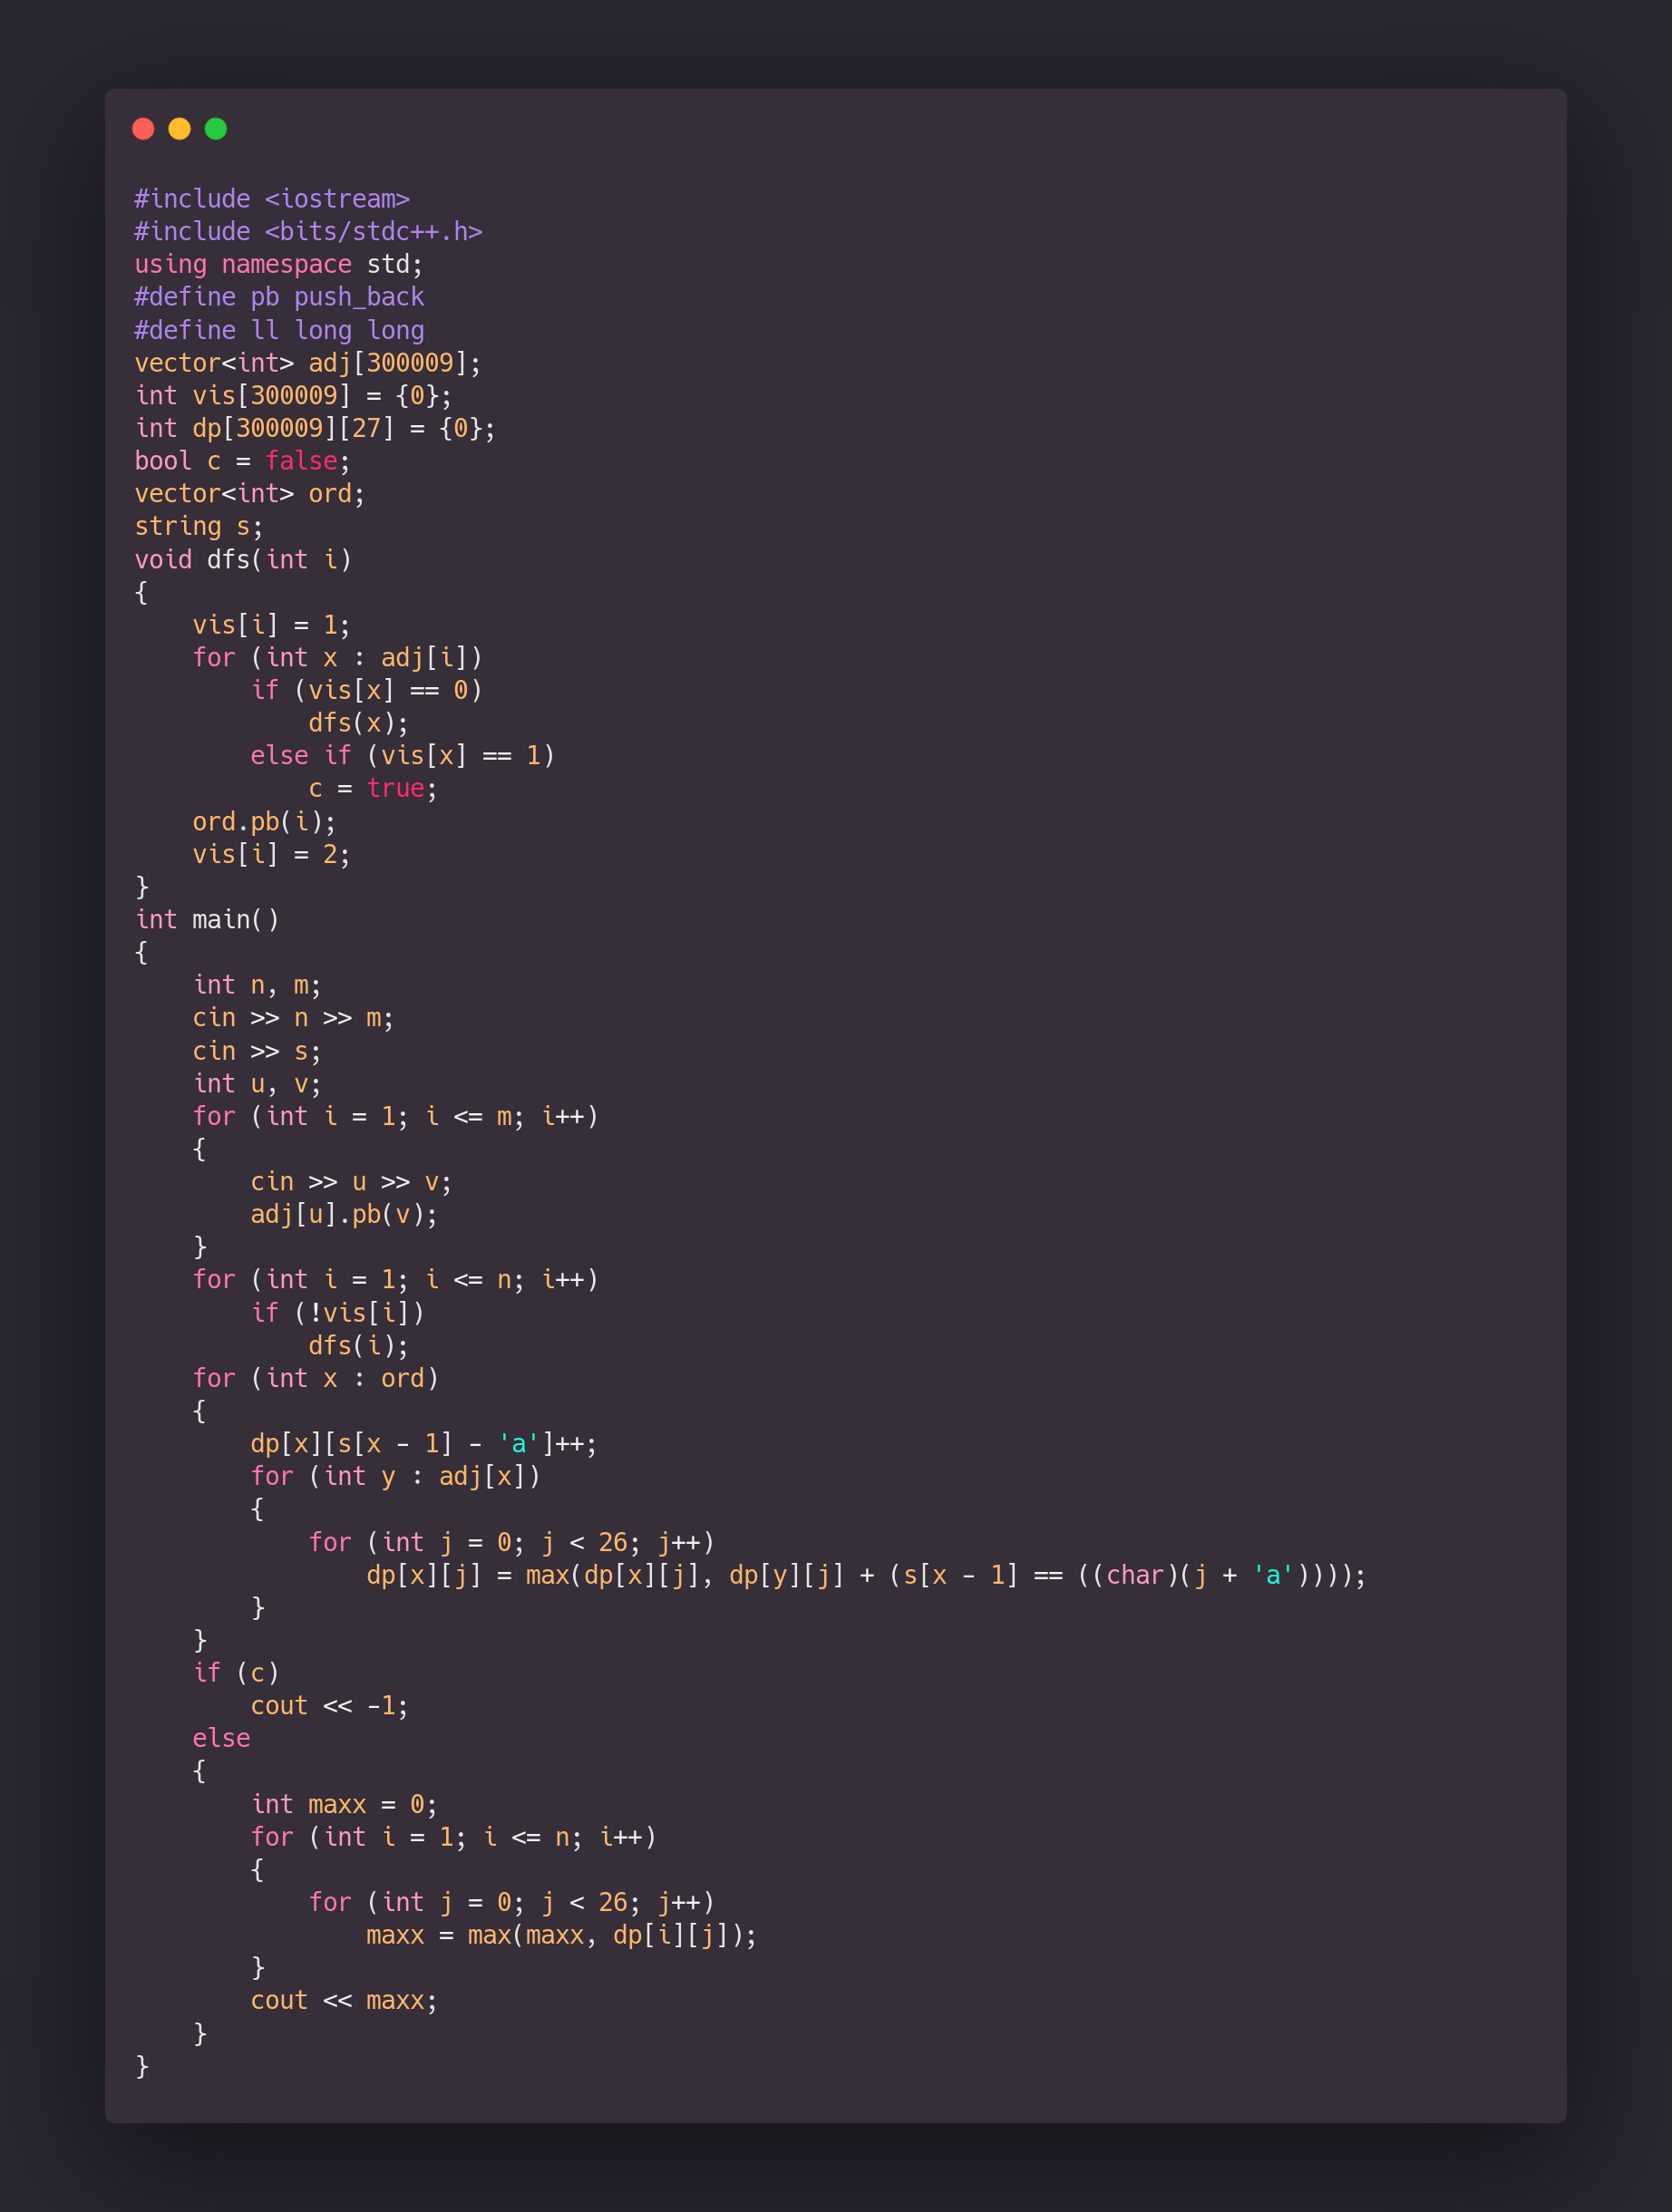 #include <iostream>
#include <bits/stdc++.h>
using namespace std;
#define pb push_back
#define ll long long
vector<int> adj[300009];
int vis[300009] = {0};
int dp[300009][27] = {0};
bool c = false;
vector<int> ord;
string s;
void dfs(int i)
{
    vis[i] = 1;
    for (int x : adj[i])
        if (vis[x] == 0)
            dfs(x);
        else if (vis[x] == 1)
            c = true;
    ord.pb(i);
    vis[i] = 2;
}
int main()
{
    int n, m;
    cin >> n >> m;
    cin >> s;
    int u, v;
    for (int i = 1; i <= m; i++)
    {
        cin >> u >> v;
        adj[u].pb(v);
    }
    for (int i = 1; i <= n; i++)
        if (!vis[i])
            dfs(i);
    for (int x : ord)
    {
        dp[x][s[x - 1] - 'a']++;
        for (int y : adj[x])
        {
            for (int j = 0; j < 26; j++)
                dp[x][j] = max(dp[x][j], dp[y][j] + (s[x - 1] == ((char)(j + 'a'))));
        }
    }
    if (c)
        cout << -1;
    else
    {
        int maxx = 0;
        for (int i = 1; i <= n; i++)
        {
            for (int j = 0; j < 26; j++)
                maxx = max(maxx, dp[i][j]);
        }
        cout << maxx;
    }
}